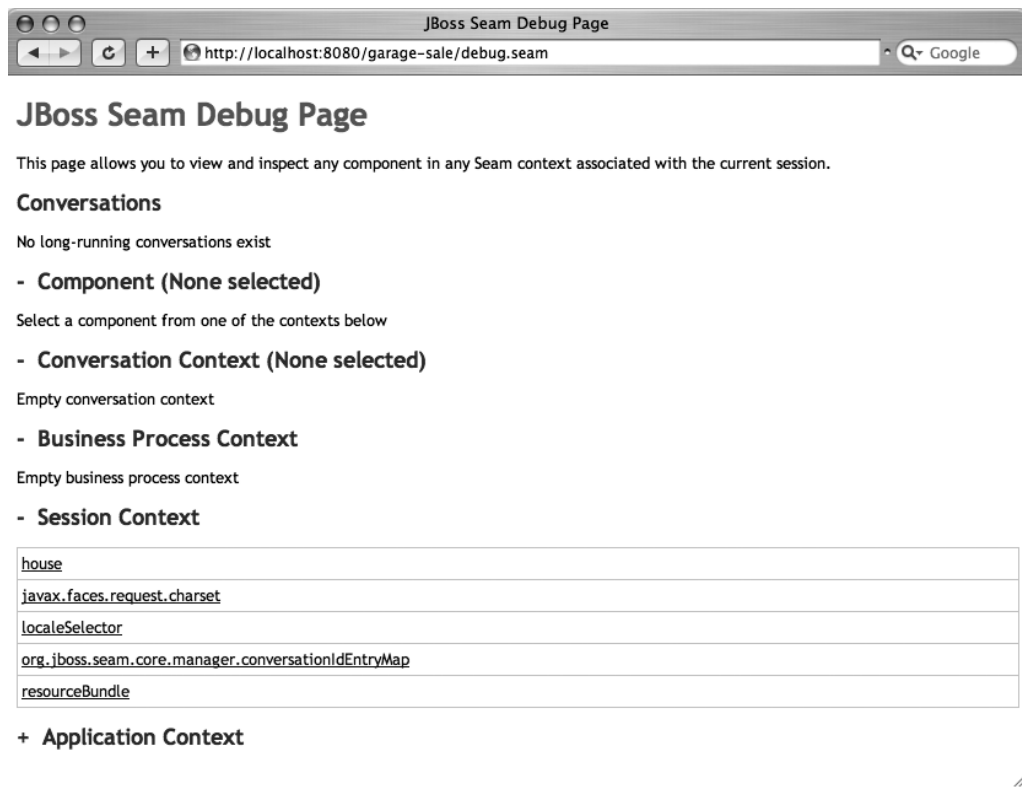 JBoss Seam Debug Page
http://localhost:8080/garage-sale/debug.seam
Google
JBoss Seam Debug Page
This page allows you to view and inspect any component in any Seam context associated with the current session.
Conversations
No long-running conversations exist
- Component (None selected)
Select a component from one of the contexts below
- Conversation Context (None selected)
Empty conversation context
- Business Process Context
Empty business process context
- Session Context
house
javax.faces.request.charset
localeSelector
org.jboss.seam.core.manager.conversationIdEntryMap
resourceBundle
+ Application Context